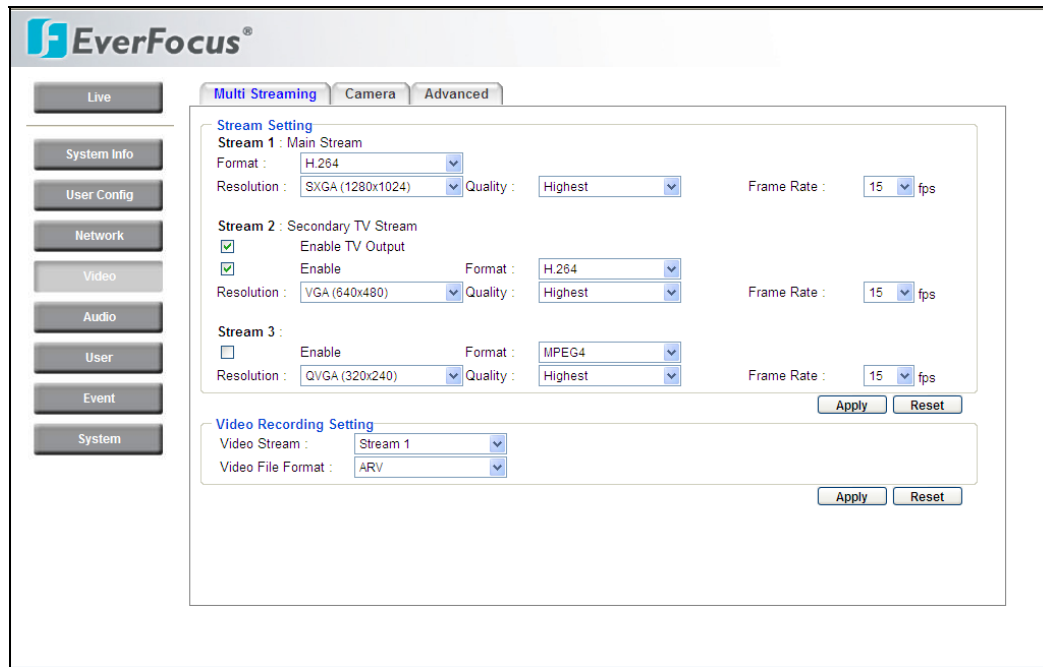 EverFocus®
Live
System Info
User Config
Network
Video
Audio
User
Event
System
Multi Streaming Camera Advanced
Stream Setting
Stream 1 : Main Stream
Format : H.264
Resolution : SXGA (1280x1024) Quality : Highest Frame Rate : 15 fps
Stream 2 : Secondary TV Stream
Enable TV Output
Enable Format : H.264
Resolution : VGA (640x480) Quality : Highest Frame Rate : 15 fps
Stream 3 :
Enable Format : MPEG4
Resolution : QVGA (320x240) Quality : Highest Frame Rate : 15 fps
Apply Reset
Video Recording Setting
Video Stream : Stream 1
Video File Format : ARV
Apply Reset